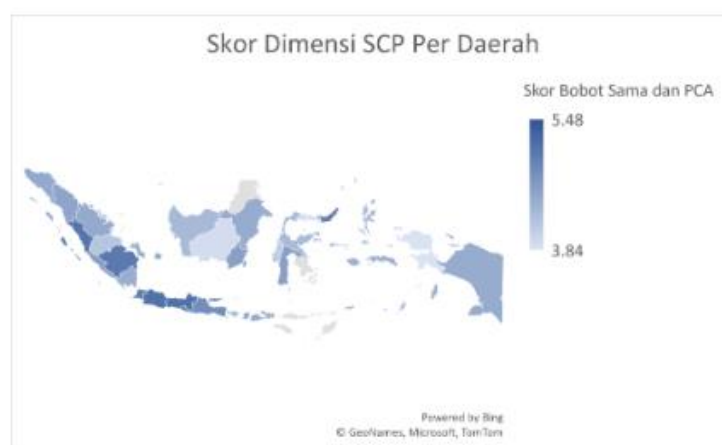 Skor Dimensi SCP Per Daerah
Skor Bobot Sama dan PCA
5.48
3.84
Powered by Bing
© GeoNames, Microsoft, TomTom